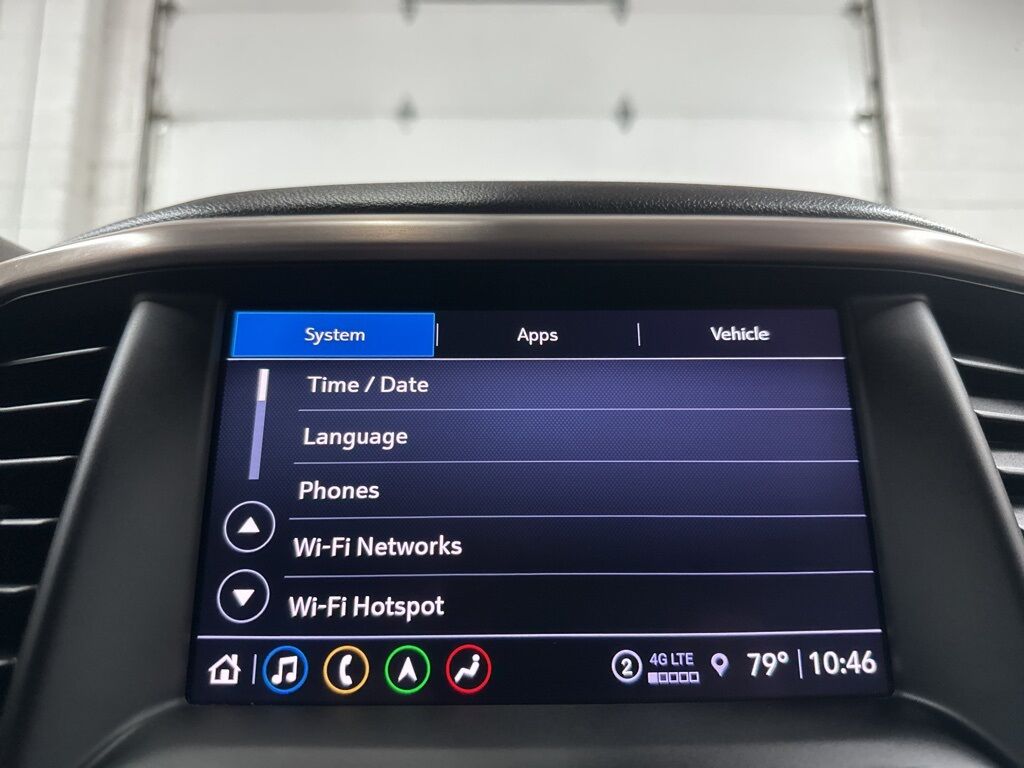 System Apps Vehicle
Time / Date
Language
Phones
Wi-Fi Networks
Wi-Fi Hotspot
2 4G LTE 79° 10:46